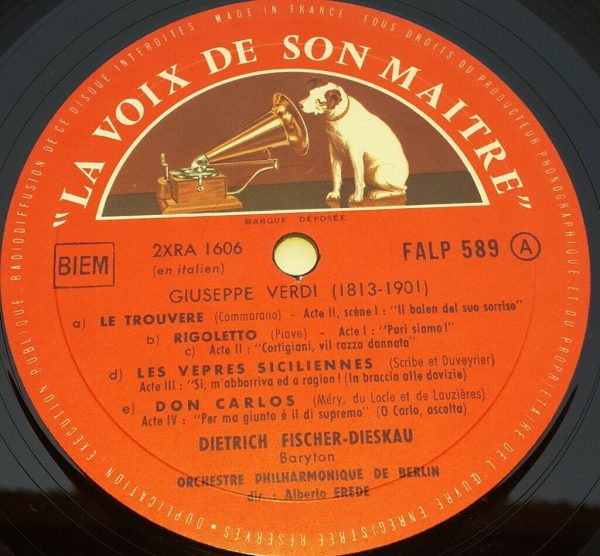 MADE IN FRANCE • TOUS DROITS DU PRODUCTEUR PHONOGRAPHIQUE ET DU PROPRIETAIRE DE L'ŒUVRE ENREGISTRÉE RÉSERVÉS • DUPLICATION, EXÉCUTION PUBLIQUE, RADIODIFFUSION DE CE DISQUE INTERDITES
"LA VOIX DE SON MAITRE"
MARQUE DÉPOSÉE
BIEM
2XRA 1606
(en italien)
FALP 589 A
GIUSEPPE VERDI (1813-1901)
a) LE TROUVERE (Cammarano) - Acte II, scène I : "Il balen del suo sorriso"
b) RIGOLETTO (Piave) - Acte I : "Pari siamo!"
c) Acte II : "Cortigiani, vil razza dannata"
d) LES VEPRES SICILIENNES (Scribe et Duveyrier)
Acte III : "Si, m'abborriva ed a ragion! (In braccio alle dovizie)
e) DON CARLOS (Méry, du Locle et de Lauzières)
Acte IV : "Per ma giunto è il di supremo" (O Carlo, ascolta)
DIETRICH FISCHER-DIESKAU
Baryton
ORCHESTRE PHILHARMONIQUE DE BERLIN
dir. : Alberto EREDE